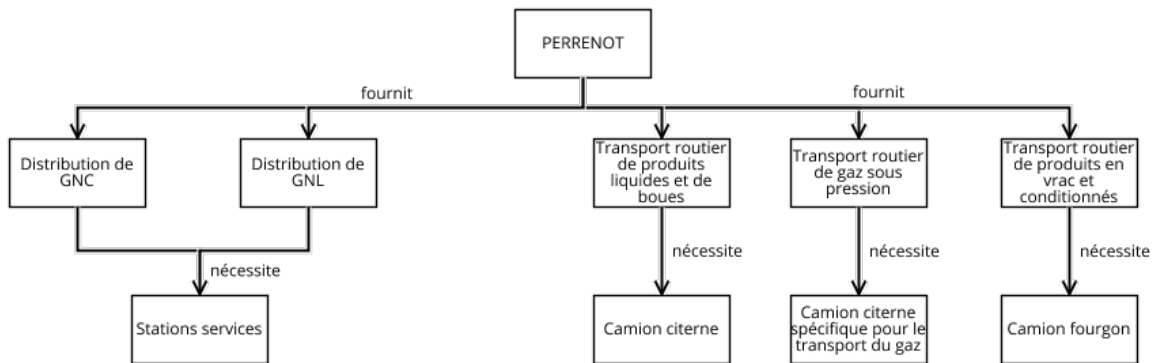 PERRENOT
fournit
fournit
Distribution de
GNC
Distribution de
GNL
Transport routier
de produits
liquides et de
boues
Transport routier
de gaz sous
pression
Transport routier
de produits en
vrac et
conditionnés
nécessite
nécessite
nécessite
nécessite
Stations services
Camion citerne
Camion citerne
spécifique pour le
transport du gaz
Camion fourgon